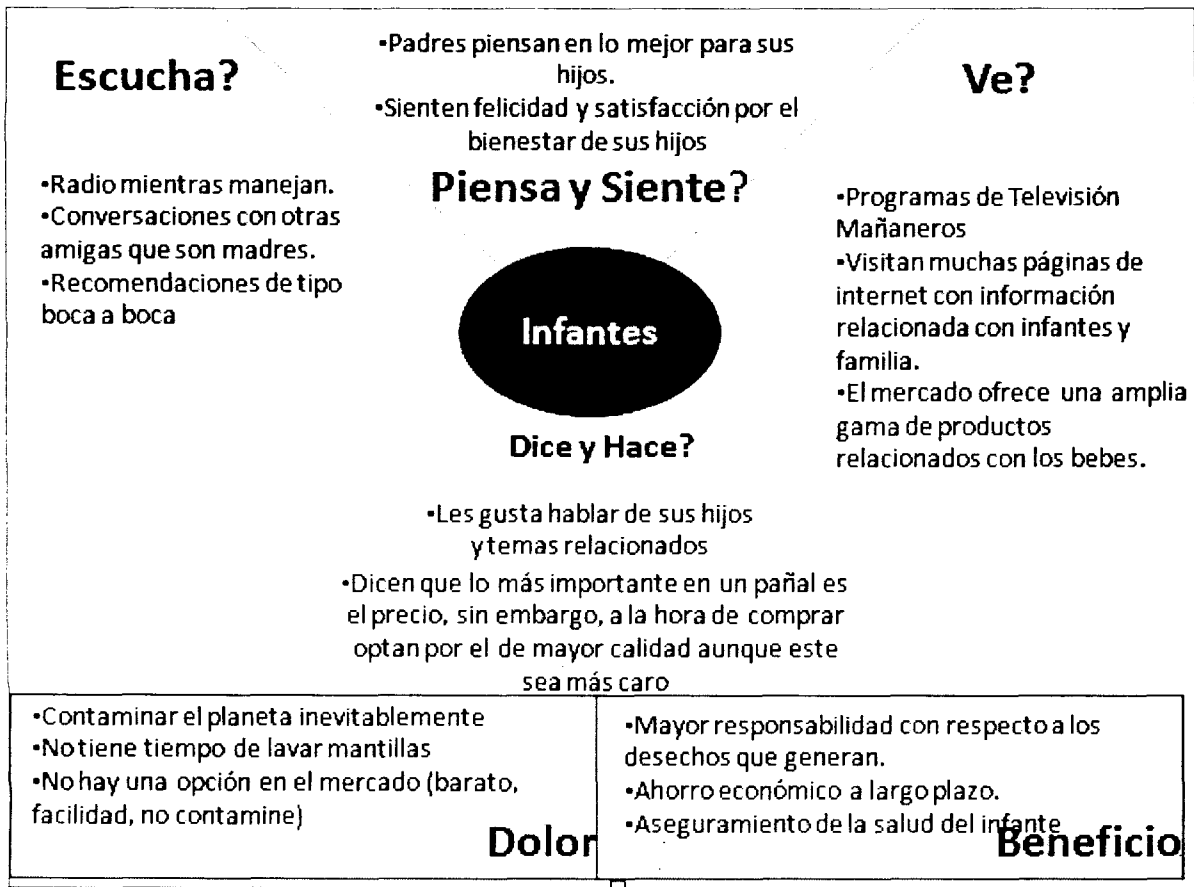 Escucha?
•Radio mientras manejan.
•Conversaciones con otras
amigas que son madres.
•Recomendaciones de tipo
boca a boca
•Padres piensan en lo mejor para sus
hijos.
•Sienten felicidad y satisfacción por el
bienestar de sus hijos
Piensa y Siente?
Ve?
•Programas de Televisión
Mañaneros
•Visitan muchas páginas de
internet con información
relacionada con infantes y
familia.
•El mercado ofrece una amplia
gama de productos
relacionados con los bebes.
Infantes
Dice y Hace?
•Les gusta hablar de sus hijos
y temas relacionados
•Dicen que lo más importante en un pañal es
el precio, sin embargo, a la hora de comprar
optan por el de mayor calidad aunque este
sea más caro
•Contaminar el planeta inevitablemente
•No tiene tiempo de lavar mantillas
•No hay una opción en el mercado (barato,
facilidad, no contamine)
Dolor
•Mayor responsabilidad con respecto a los
desechos que generan.
•Ahorro económico a largo plazo.
•Aseguramiento de la salud del infante
Beneficio